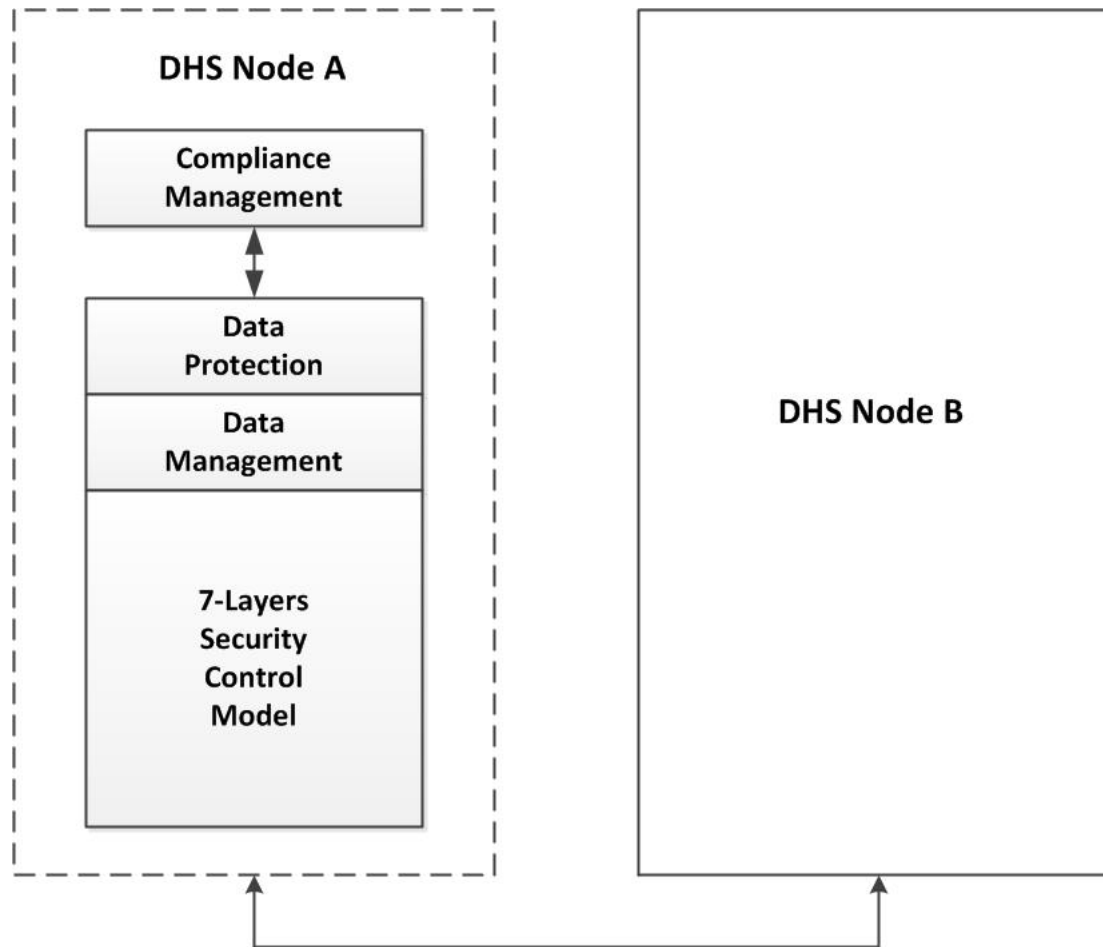 DHS Node A
Compliance
Management
Data
Protection
Data
Management
7-Layers
Security
Control
Model
DHS Node B